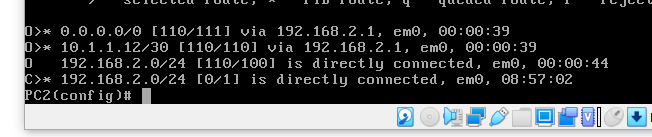 > - selected route, * - FIB route, q - queued route, r - reject
O>* 0.0.0.0/0 [110/111] via 192.168.2.1, em0, 00:00:39
O>* 10.1.1.12/30 [110/110] via 192.168.2.1, em0, 00:00:39
O   192.168.2.0/24 [110/100] is directly connected, em0, 00:00:44
C>* 192.168.2.0/24 [0/1] is directly connected, em0, 08:57:02
PC2(config)#